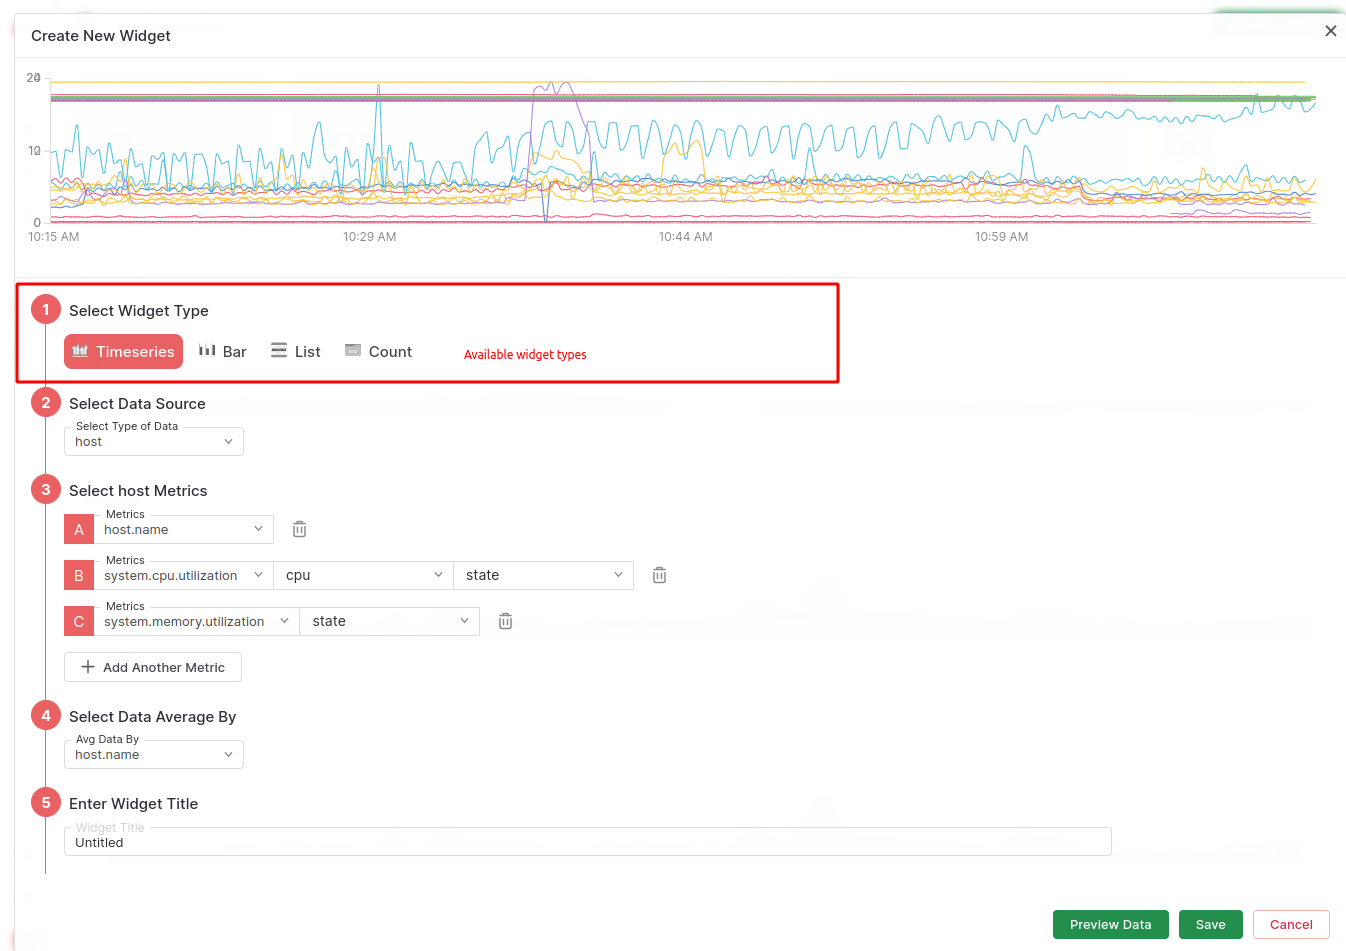 Create New Widget
20
10
0
10:15 AM 10:29 AM 10:44 AM 10:59 AM
1 Select Widget Type
Timeseries Bar List Count Available widget types
2 Select Data Source
Select Type of Data
host
3 Select host Metrics
Metrics
A host.name
Metrics
B system.cpu.utilization cpu state
Metrics
C system.memory.utilization state
+ Add Another Metric
4 Select Data Average By
Avg Data By
host.name
5 Enter Widget Title
Widget Title
Untitled
Preview Data Save Cancel